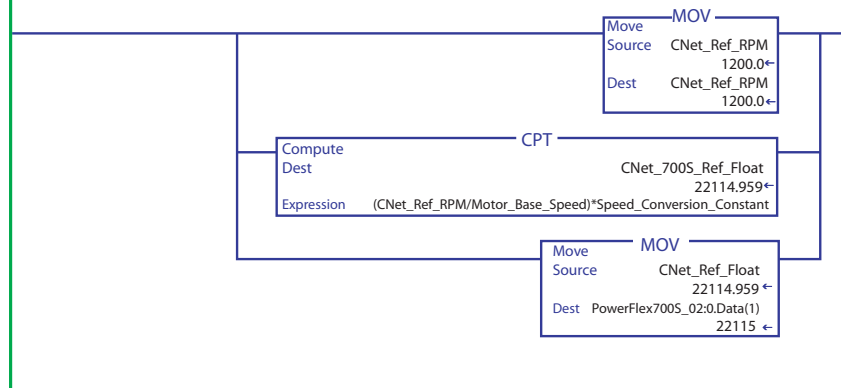 MOV
Move
Source CNet_Ref_RPM
1200.0←
Dest CNet_Ref_RPM
1200.0←
CPT
Compute
Dest CNet_700S_Ref_Float
22114.959←
Expression (CNet_Ref_RPM/Motor_Base_Speed)*Speed_Conversion_Constant
MOV
Move
Source CNet_Ref_Float
22114.959 ←
Dest PowerFlex700S_02:0.Data(1)
22115 ←